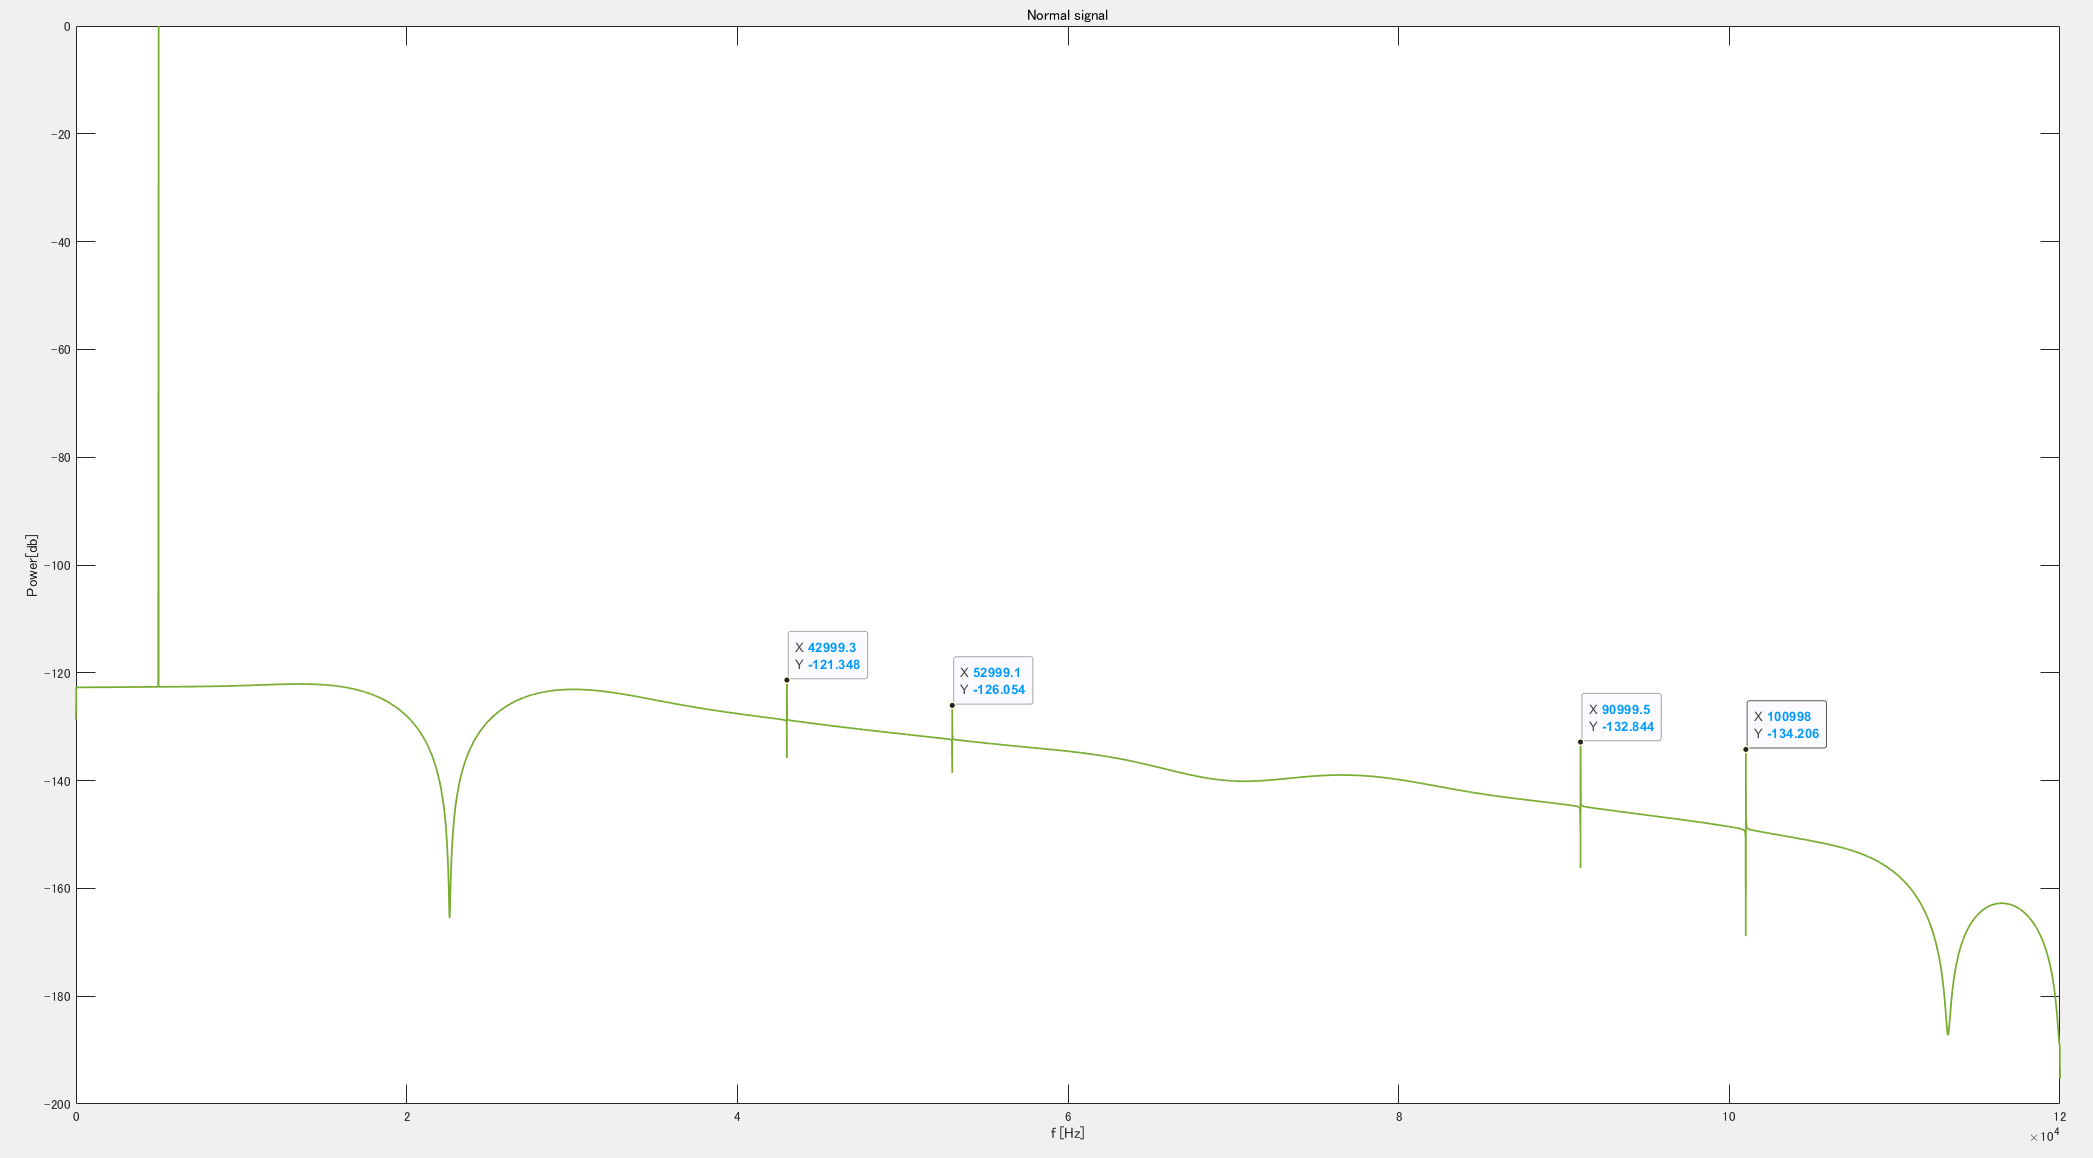 Normal signal
0
-20
-40
-60
-80
-100
-120
-140
-160
-180
-200
Power[db]
X 42999.3
Y -121.348
X 52999.1
Y -126.054
X 90999.5
Y -132.844
X 100998
Y -134.206
0 2 4 6 8 10 12
f[Hz]
×10^4